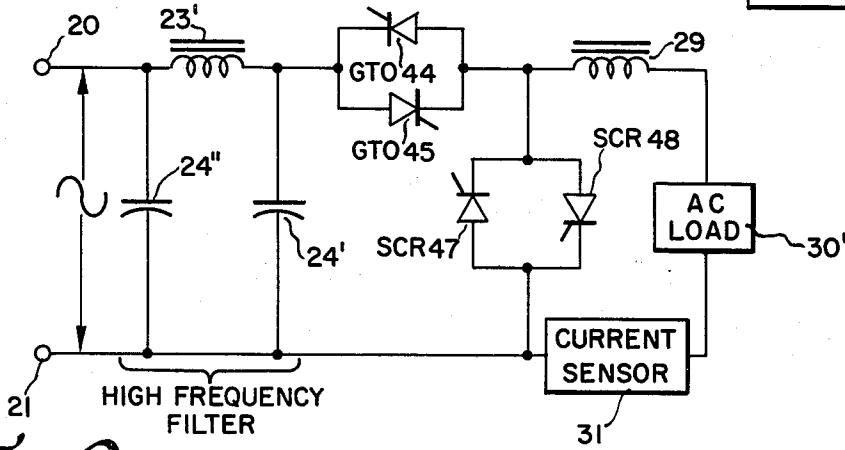 20
23'
GTO 44
29
GTO 45
SCR 48
24"
24'
SCR 47
AC
LOAD
30'
CURRENT
SENSOR
21
HIGH FREQUENCY
FILTER
31